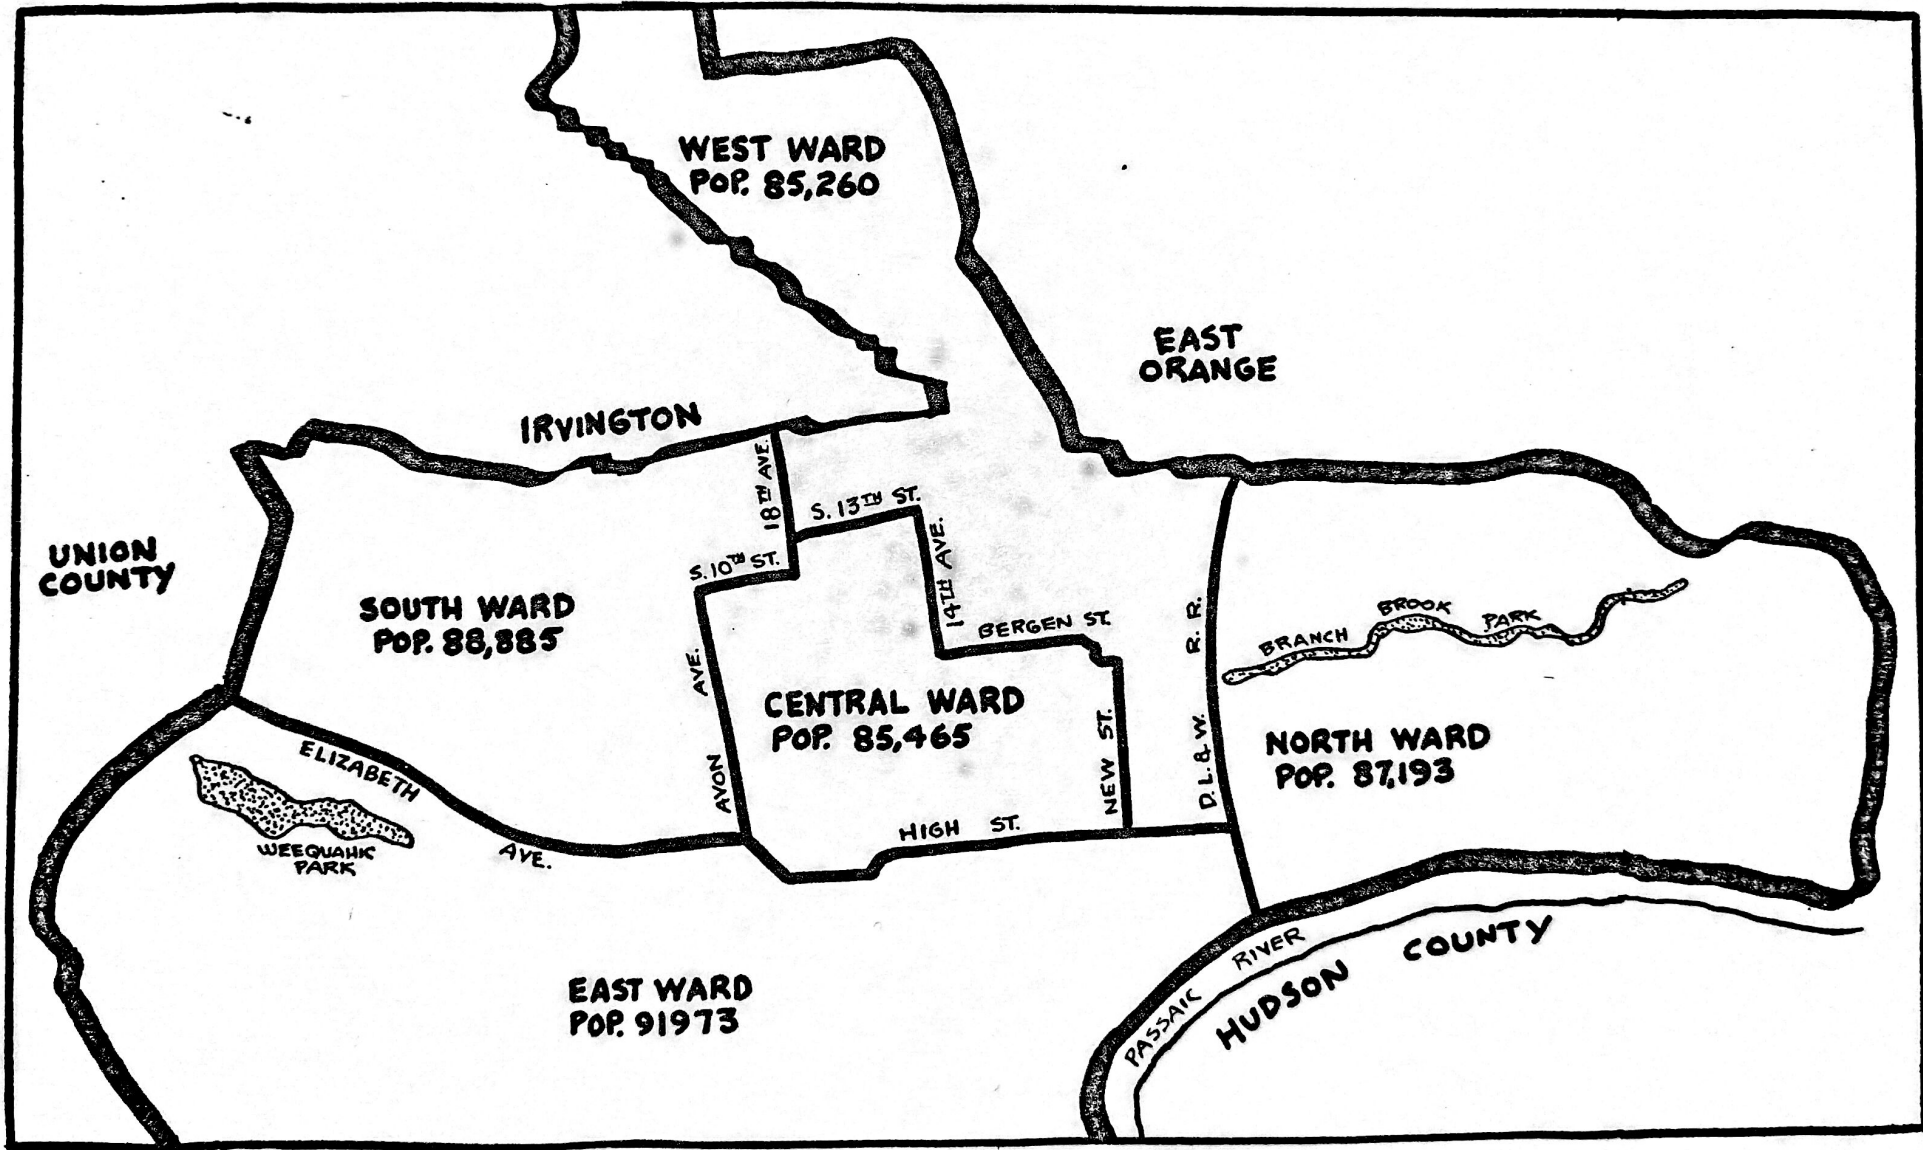 WEST WARD
POP. 85,260
EAST
ORANGE
IRVINGTON
18TH AVE.
S. 13TH ST.
14TH AVE.
S. 10TH ST.
UNION
COUNTY
SOUTH WARD
POP. 88,885
BERGEN ST.
BRANCH BROOK PARK
D. L. & W. R. R.
AVON AVE.
CENTRAL WARD
POP. 85,465
NEW ST.
NORTH WARD
POP. 87,193
ELIZABETH AVE.
HIGH ST.
WEEQUAHIC
PARK
PASSAIC RIVER
HUDSON COUNTY
EAST WARD
POP. 91973